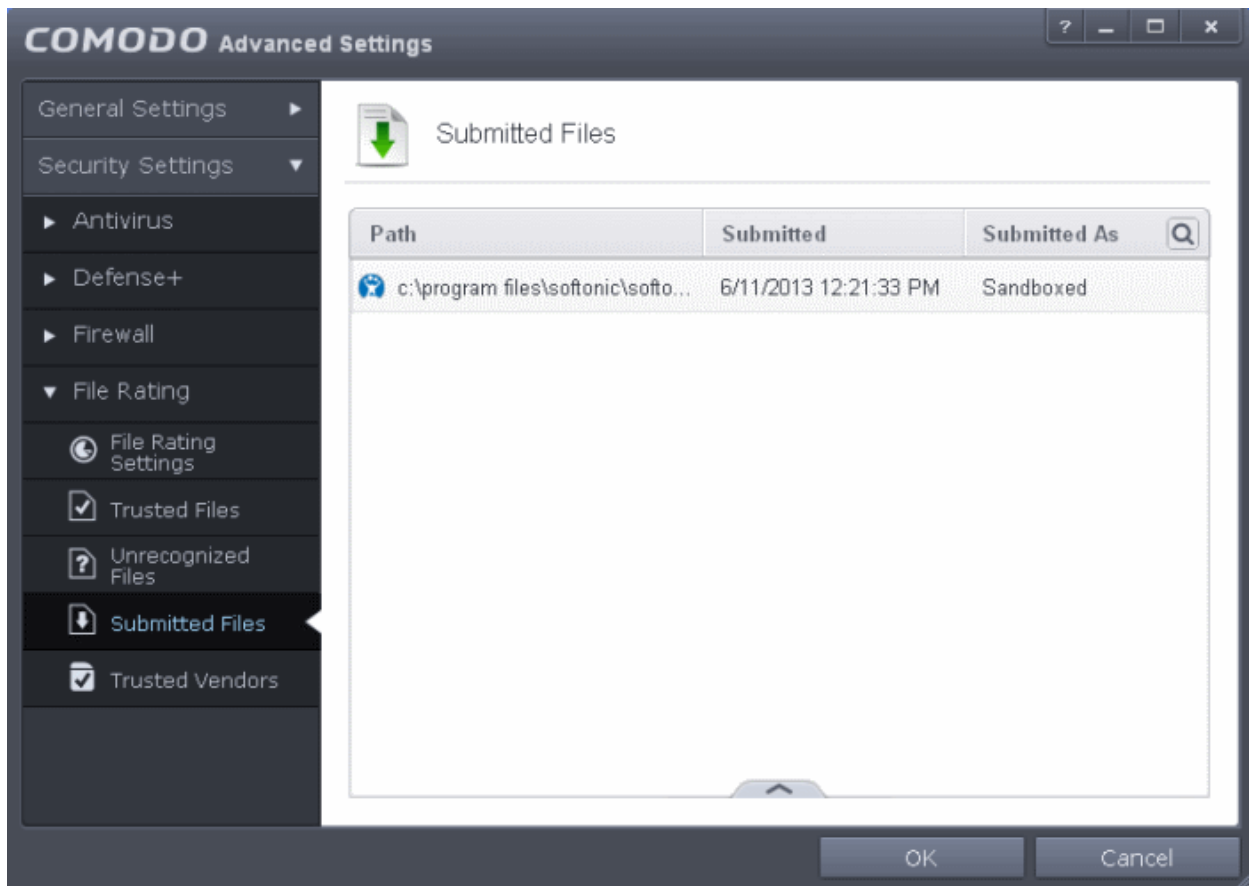 COMODO Advanced Settings
?
General Settings
Security Settings
Antivirus
Defense+
Firewall
File Rating
File Rating
Settings
Trusted Files
Unrecognized
Files
Submitted Files
Trusted Vendors
Submitted Files
Path Submitted Submitted As
c:\program files\softonic\softo... 6/11/2013 12:21:33 PM Sandboxed
OK Cancel